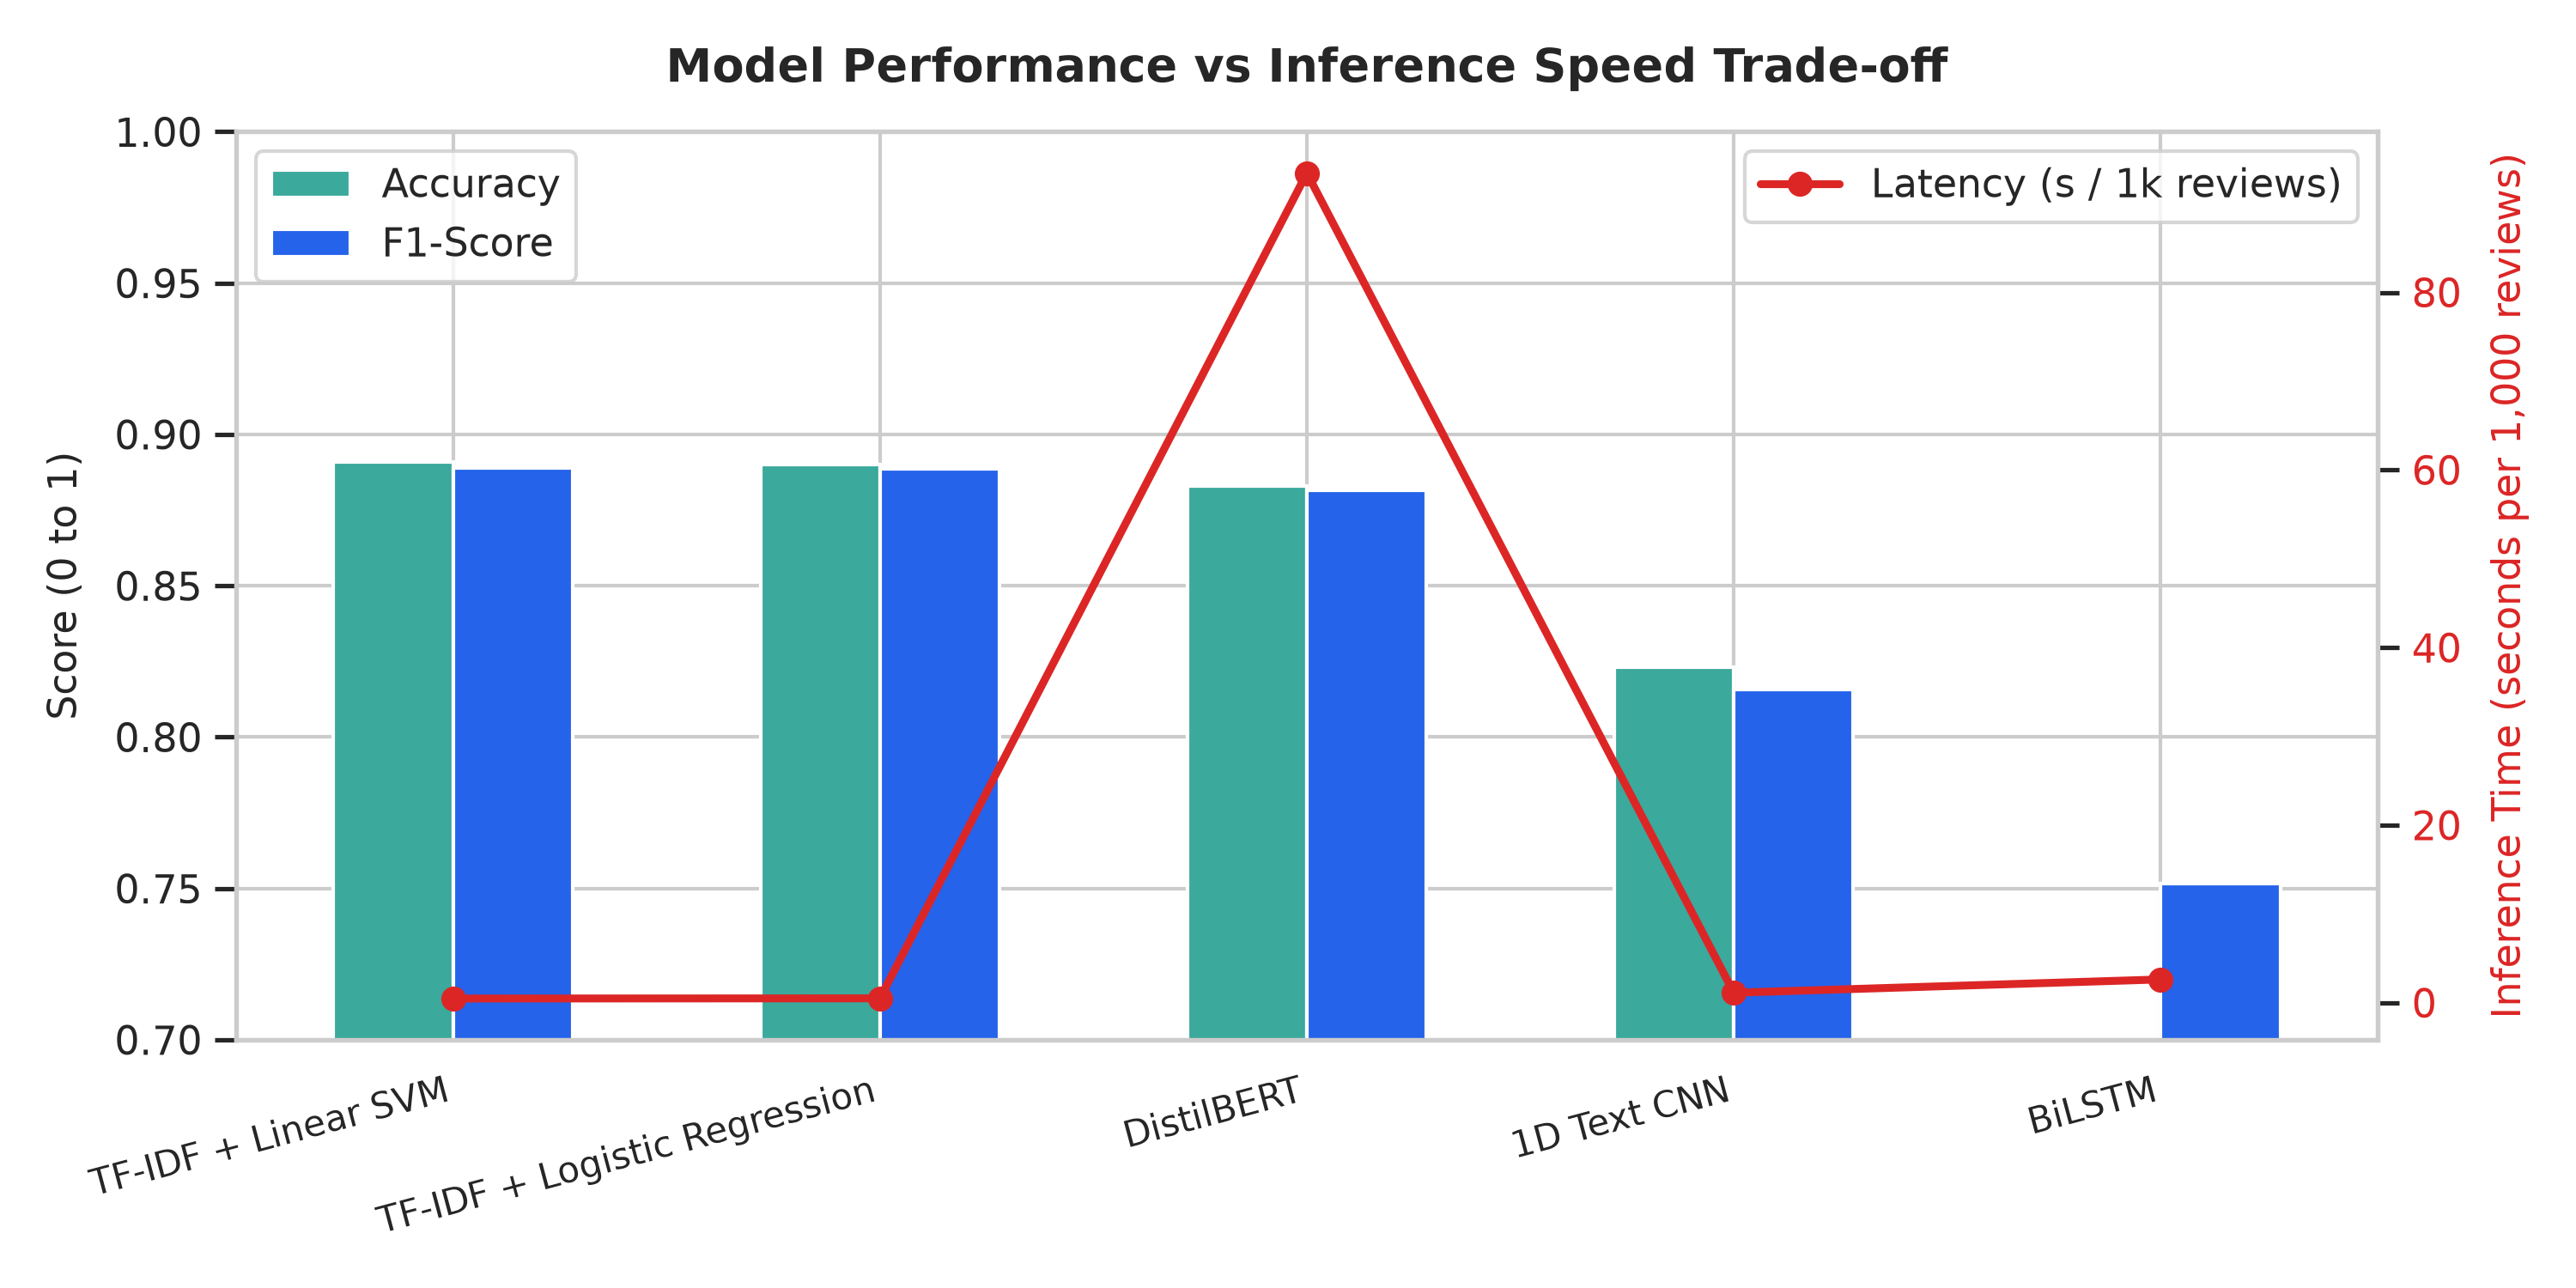 Model Performance vs Inference Speed Trade-off
Accuracy
F1-Score
Latency (s / 1k reviews)
Score (0 to 1)
1.00
0.95
0.90
0.85
0.80
0.75
0.70
80
60
40
20
0
Inference Time (seconds per 1,000 reviews)
TF-IDF + Linear SVM
TF-IDF + Logistic Regression
DistilBERT
1D Text CNN
BiLSTM